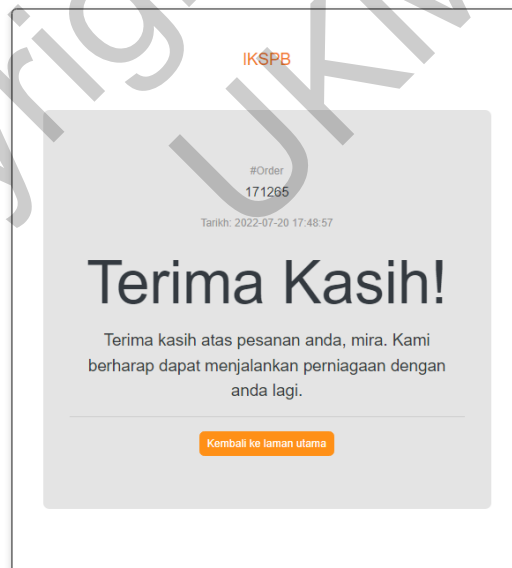 IKSPB
#Order
171265
Tarikh: 2022-07-20 17:48:57
Terima Kasih!
Terima kasih atas pesanan anda, mira. Kami
berharap dapat menjalankan perniagaan dengan
anda lagi.
Kembali ke laman utama